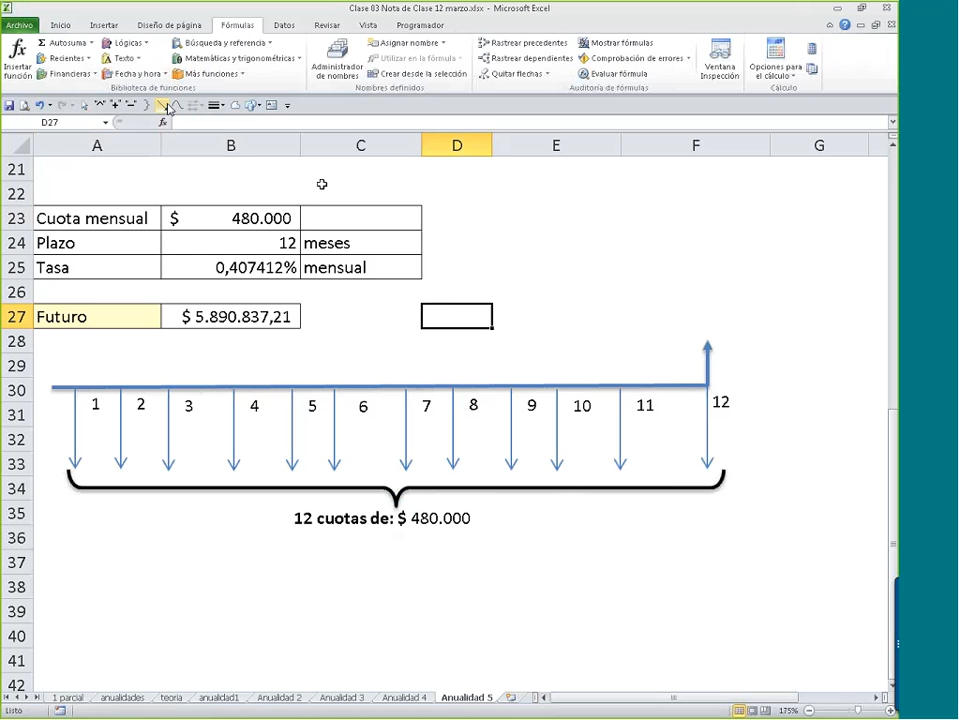 Clase 03 Nota de Clase 12 marzo.xlsx - Microsoft Excel
Archivo Inicio Insertar Diseño de página Fórmulas Datos Revisar Vista Programador
Insertar función
Σ Autosuma
Recientes
Financieras
Lógicas
Texto
Fecha y hora
Búsqueda y referencia
Matemáticas y trigonométricas
Más funciones
Biblioteca de funciones
Administrador de nombres
Asignar nombre
Utilizar en la fórmula
Crear desde la selección
Nombres definidos
Rastrear precedentes
Rastrear dependientes
Quitar flechas
Mostrar fórmulas
Comprobación de errores
Evaluar fórmula
Auditoría de fórmulas
Ventana Inspección
Opciones para el cálculo
Cálculo
D27 fx
A B C D E F G
21
22
23 Cuota mensual $ 480.000
24 Plazo 12 meses
25 Tasa 0,407412% mensual
26
27 Futuro $ 5.890.837,21
28
29
30
31 1 2 3 4 5 6 7 8 9 10 11 12
32
33
34
35 12 cuotas de: $ 480.000
36
37
38
39
40
41
42
1 parcial anualidades teoria anualidad1 Anualidad 2 Anualidad 3 Anualidad 4 Anualidad 5
Listo 175%